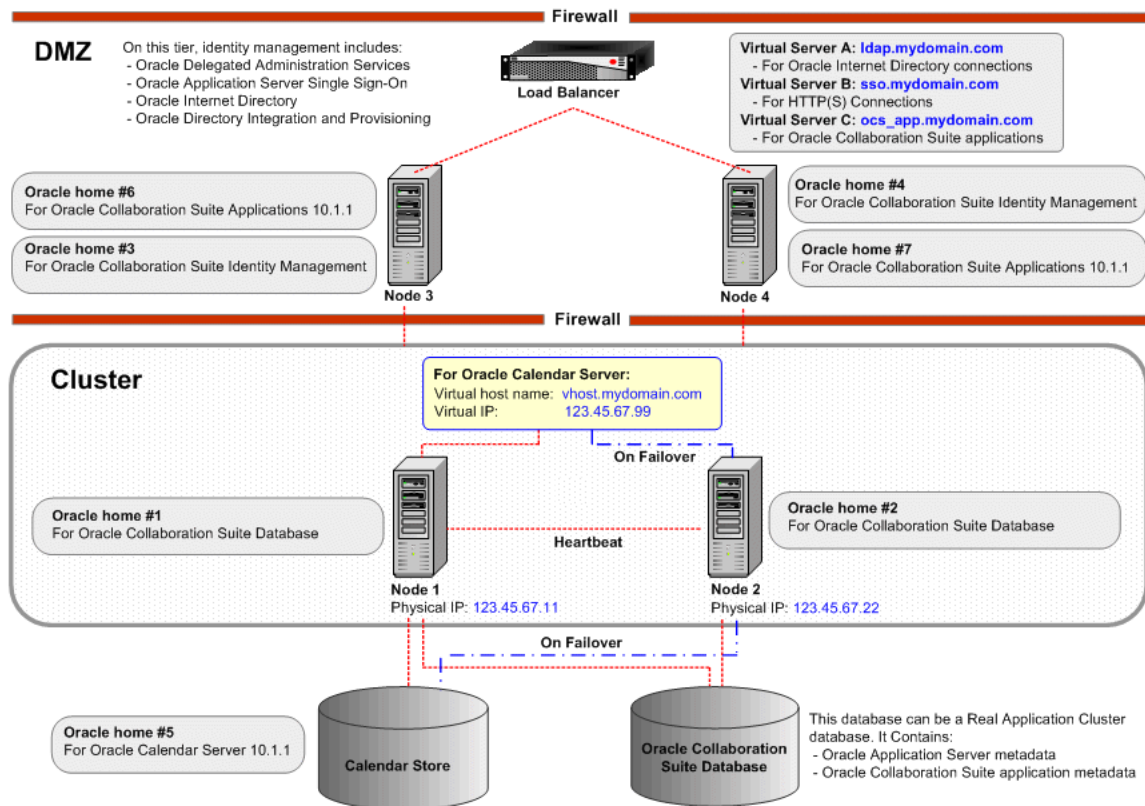 Firewall
DMZ
On this tier, identity management includes:
- Oracle Delegated Administration Services
- Oracle Application Server Single Sign-On
- Oracle Internet Directory
- Oracle Directory Integration and Provisioning
Load Balancer
Virtual Server A: ldap.mydomain.com
- For Oracle Internet Directory connections
Virtual Server B: sso.mydomain.com
- For HTTP(S) Connections
Virtual Server C: ocs_app.mydomain.com
- For Oracle Collaboration Suite applications
Oracle home #6
For Oracle Collaboration Suite Applications 10.1.1
Oracle home #3
For Oracle Collaboration Suite Identity Management
Node 3
Oracle home #4
For Oracle Collaboration Suite Identity Management
Oracle home #7
For Oracle Collaboration Suite Applications 10.1.1
Node 4
Firewall
Cluster
For Oracle Calendar Server:
Virtual host name: vhost.mydomain.com
Virtual IP: 123.45.67.99
On Failover
Oracle home #1
For Oracle Collaboration Suite Database
Heartbeat
Oracle home #2
For Oracle Collaboration Suite Database
Node 1
Physical IP: 123.45.67.11
Node 2
Physical IP: 123.45.67.22
On Failover
Oracle home #5
For Oracle Calendar Server 10.1.1
Calendar Store
Oracle Collaboration
Suite Database
This database can be a Real Application Cluster
database. It Contains:
- Oracle Application Server metadata
- Oracle Collaboration Suite application metadata